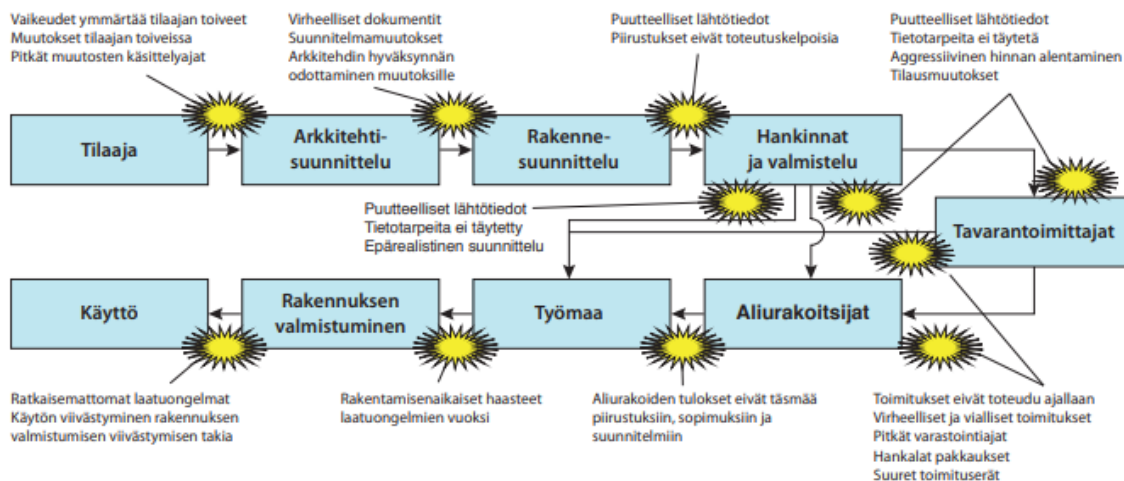 Vaikeudet ymmärtää tilaajan toiveet
Muutokset tilaajan toiveissa
Pitkät muutosten käsittelyajat
Virheelliset dokumentit
Suunnitelmamuutokset
Arkkitehdin hyväksynnän
odottaminen muutoksille
Puutteelliset lähtötiedot
Piirustukset eivät toteutuskelpoisia
Puutteelliset lähtötiedot
Tietotarpeita ei täytetä
Aggressiivinen hinnan alentaminen
Tilausmuutokset
Tilaaja
Arkkitehti-
suunnittelu
Rakenne-
suunnittelu
Hankinnat
ja valmistelu
Puutteelliset lähtötiedot
Tietotarpeita ei täytetty
Epärealistinen suunnittelu
Tavarantoimittajat
Käyttö
Rakennuksen
valmistuminen
Työmaa
Aliurakoitsijat
Ratkaisemattomat laatuongelmat
Käytön viivästyminen rakennuksen
valmistumisen viivästymisen takia
Rakentamisenaikaiset haasteet
laatuongelmien vuoksi
Aliurakoiden tulokset eivät täsmää
piirustuksiin, sopimuksiin ja
suunnitelmiin
Toimitukset eivät toteudu ajallaan
Virheelliset ja vialliset toimitukset
Pitkät varastointiajat
Hankalat pakkaukset
Suuret toimituserät